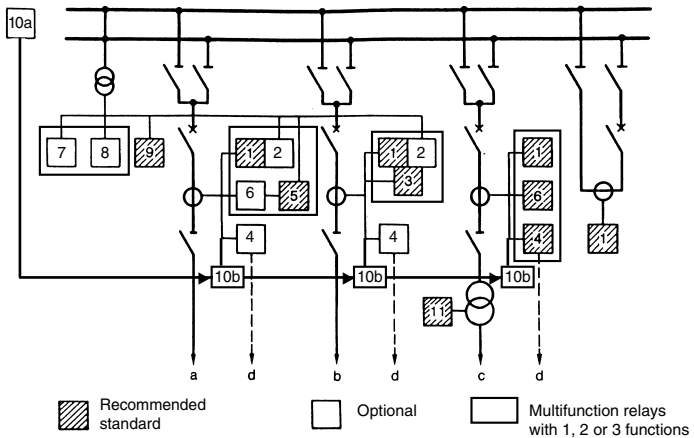 10a
7
8
9
1
2
6
5
4
10b
1
2
3
4
10b
1
6
4
10b
11
1
a
d
b
d
c
d
Recommended
standard
Optional
Multifunction relays
with 1, 2 or 3 functions